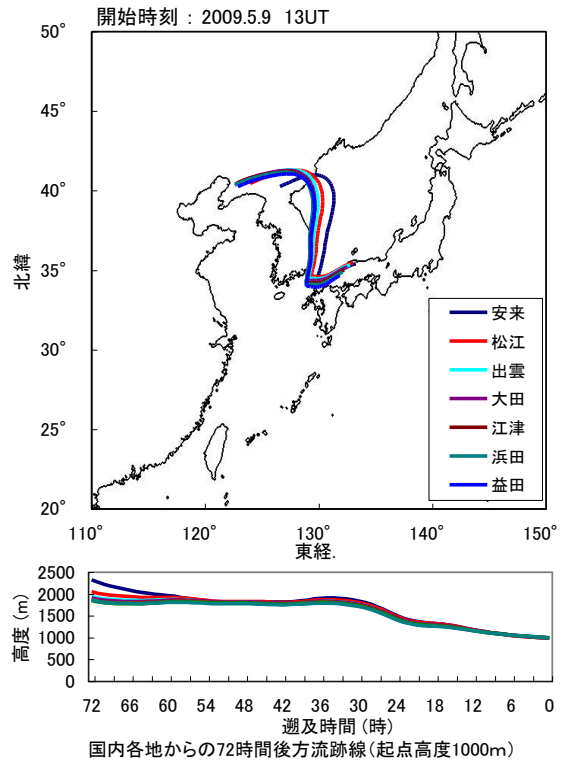 開始時刻 : 2009.5.9 13UT
50°
45°
40°
35°
30°
25°
20°
北緯
110°
120°
130°
140°
150°
東経.
安来
松江
出雲
大田
江津
浜田
益田
2500
2000
1500
1000
500
0
高度(m)
72 66 60 54 48 42 36 30 24 18 12 6 0
遡及時間(時)
国内各地からの72時間後方流跡線(起点高度1000m)